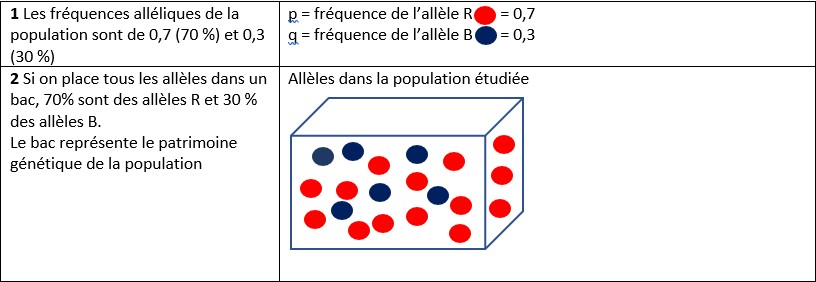 1 Les fréquences alléliques de la
population sont de 0,7 (70 %) et 0,3
(30 %)
p = fréquence de l'allèle R = 0,7
q = fréquence de l'allèle B = 0,3
2 Si on place tous les allèles dans un
bac, 70% sont des allèles R et 30 %
des allèles B.
Le bac représente le patrimoine
génétique de la population
Allèles dans la population étudiée